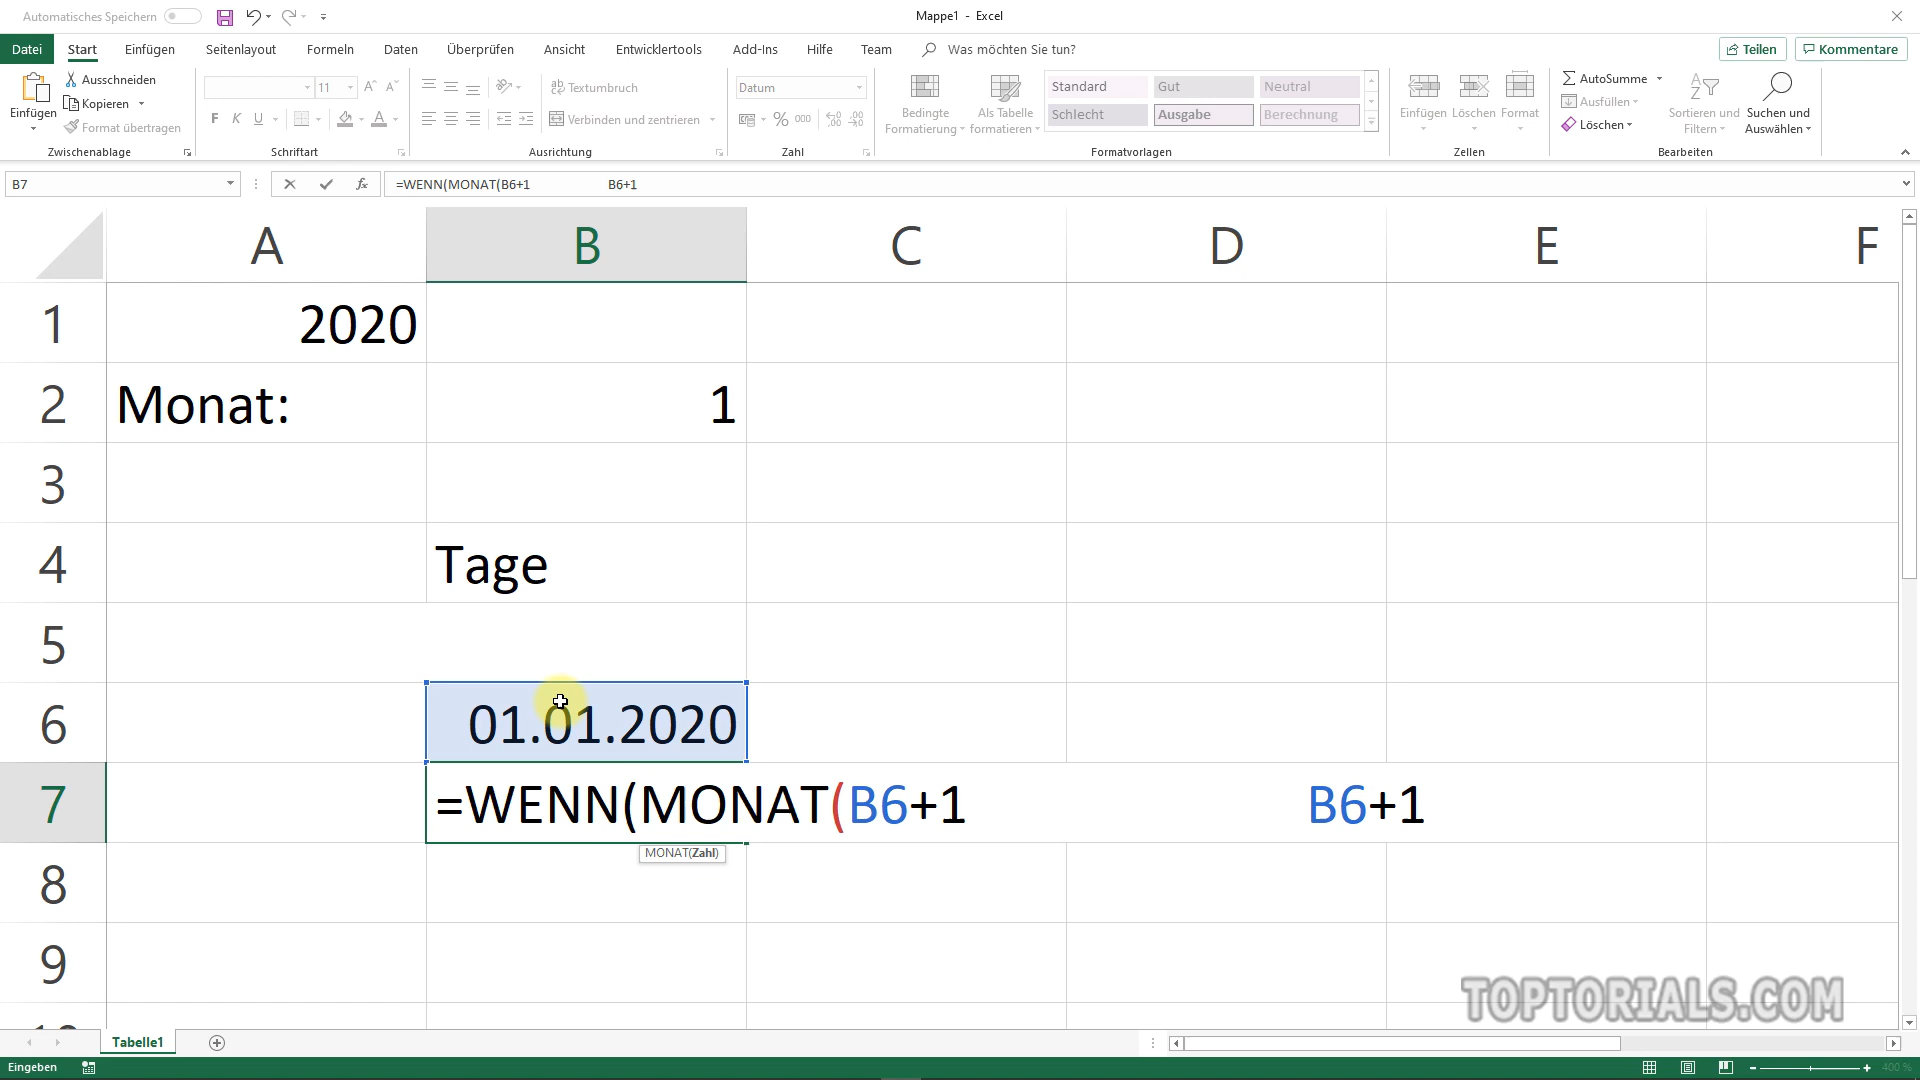 Automatisches Speichern
Mappe1 - Excel
Datei Start Einfügen Seitenlayout Formeln Daten Überprüfen Ansicht Entwicklertools Add-Ins Hilfe Team Was möchten Sie tun? Teilen Kommentare
Einfügen
Ausschneiden
Kopieren
Format übertragen
Zwischenablage
11
F K U
Schriftart
Textumbruch
Verbinden und zentrieren
Ausrichtung
Datum
% 000
Zahl
Bedingte
Formatierung
Als Tabelle
formatieren
Standard Gut Neutral
Schlecht Ausgabe Berechnung
Formatvorlagen
Einfügen Löschen Format
Zellen
AutoSumme
Ausfüllen
Löschen
Sortieren und
Filtern
Suchen und
Auswählen
Bearbeiten
B7 fx =WENN(MONAT(B6+1 B6+1
A B C D E F
1 2020
2 Monat: 1
3
4 Tage
5
6 01.01.2020
7 =WENN(MONAT(B6+1 B6+1
MONAT(Zahl)
8
9
10
TOPTORIALS.COM
Tabelle1
Eingeben
400 %